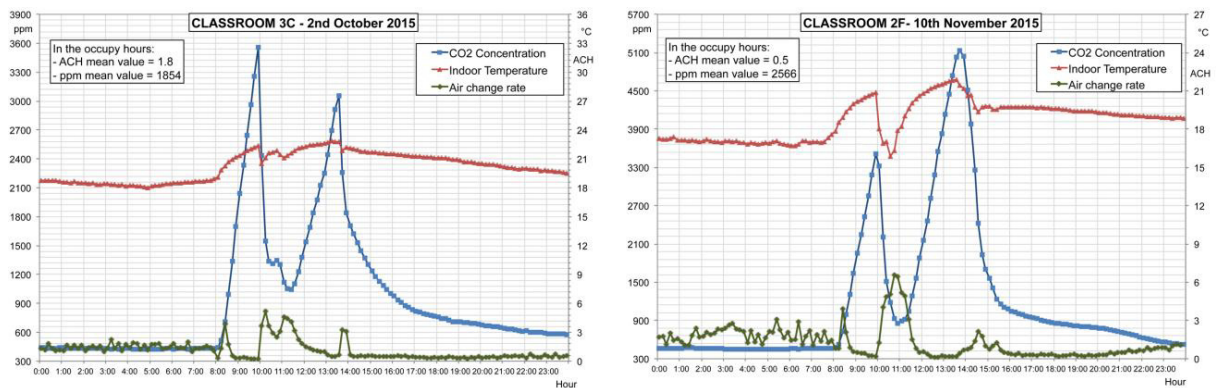 CLASSROOM 3C - 2nd October 2015
3900
ppm
3600
3300
3000
2700
2400
2100
1800
1500
1200
900
600
300
In the occupy hours:
- ACH mean value = 1.8
- ppm mean value = 1854
CO2 Concentration
Indoor Temperature
Air change rate
36
°C
33
ACH
30
27
24
21
18
15
12
9
6
3
0
0:00 1:00 2:00 3:00 4:00 5:00 6:00 7:00 8:00 9:00 10:00 11:00 12:00 13:00 14:00 15:00 16:00 17:00 18:00 19:00 20:00 21:00 22:00 23:00
Hour
CLASSROOM 2F- 10th November 2015
5700
ppm
5100
4500
3900
3300
2700
2100
1500
900
300
In the occupy hours:
- ACH mean value = 0.5
- ppm mean value = 2566
CO2 Concentration
Indoor Temperature
Air change rate
27
°C
24
ACH
21
18
15
12
9
6
3
0
0:00 1:00 2:00 3:00 4:00 5:00 6:00 7:00 8:00 9:00 10:00 11:00 12:00 13:00 14:00 15:00 16:00 17:00 18:00 19:00 20:00 21:00 22:00 23:00
Hour